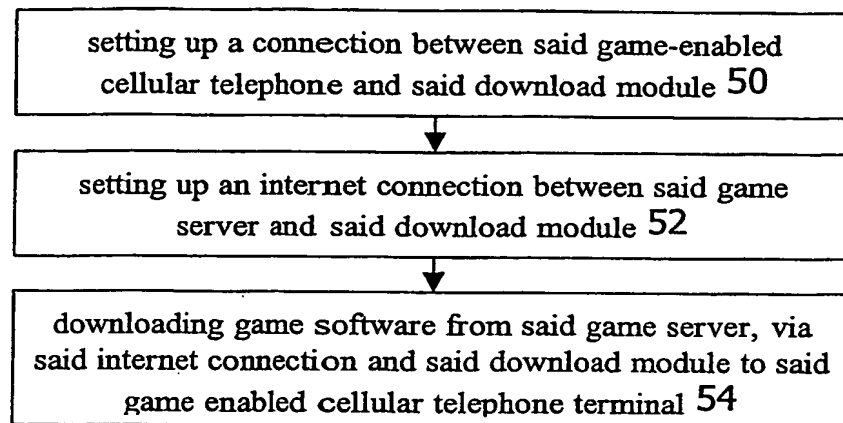 setting up a connection between said game-enabled
cellular telephone and said download module 50
setting up an internet connection between said game
server and said download module 52
downloading game software from said game server, via
said internet connection and said download module to said
game enabled cellular telephone terminal 54